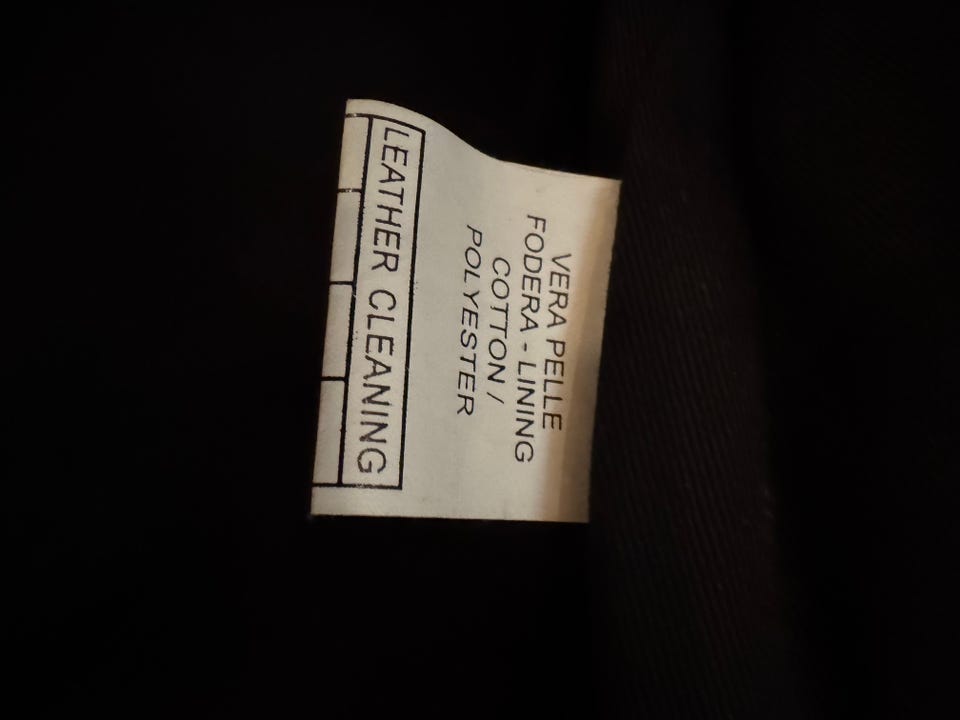 VERA PELLE
FODERA - LINING
COTTON /
POLYESTER
LEATHER CLEANING